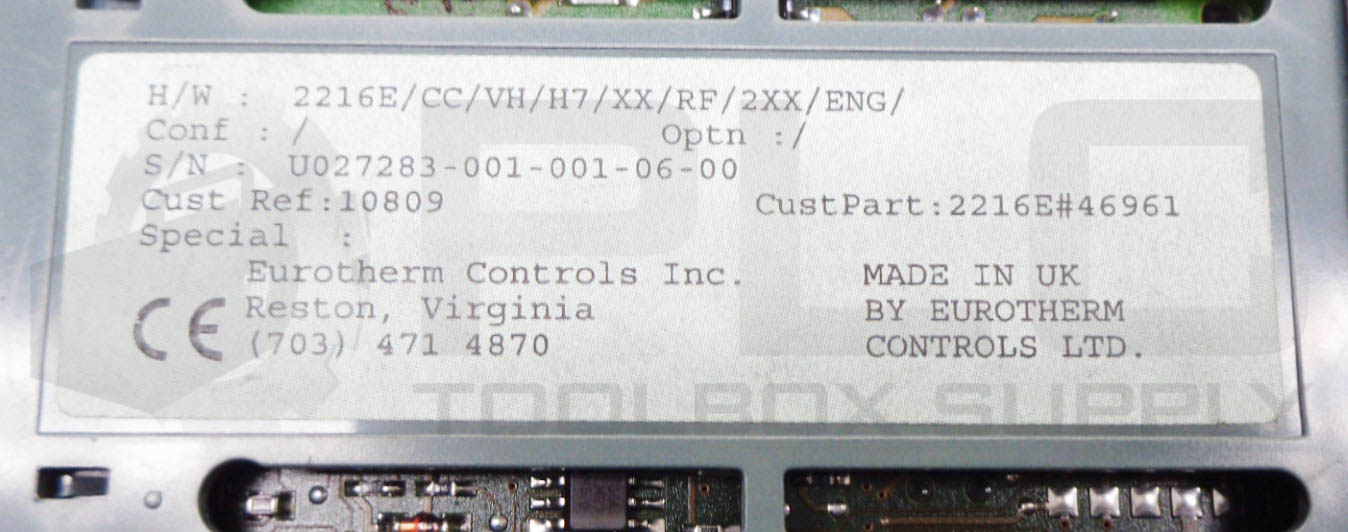 H/W : 2216E/CC/VH/H7/XX/RF/2XX/ENG/
Conf : / Optn :/
S/N : U027283-001-001-06-00
Cust Ref:10809 CustPart:2216E#46961
Special :
Eurotherm Controls Inc. MADE IN UK
CE Reston, Virginia BY EUROTHERM
(703) 471 4870 CONTROLS LTD.
PLC
TOOLBOX SUPPLY